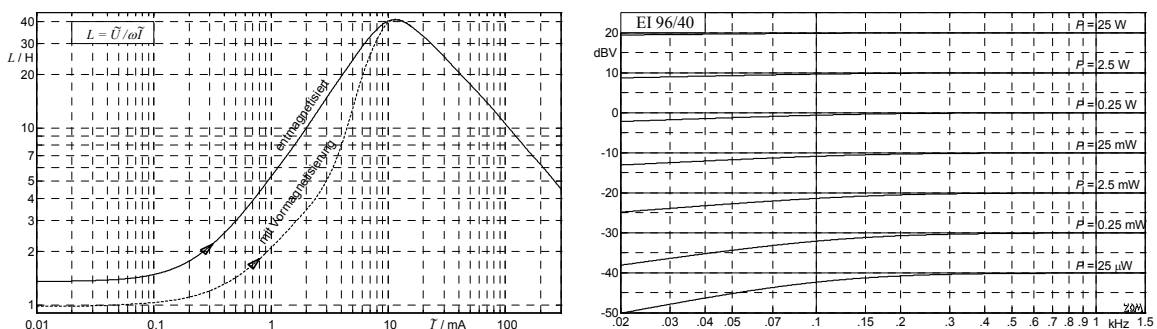 40
30
20
10
7
5
4
3
2
1
L / H
L = Ũ/ωĨ
entmagnetisiert
mit Vormagnetisierung
0.01 0.1 1 10 100
Ĩ / mA
EI 96/40
20
dBV
10
0
-10
-20
-30
-40
-50
P = 25 W
P = 2.5 W
P = 0.25 W
P = 25 mW
P = 2.5 mW
P = 0.25 mW
P = 25 µW
0.02 .03 .04 .05 .07 0.1 .15 .2 .3 .4 .5 .6 .7 .8 .9 1 kHz 1.5